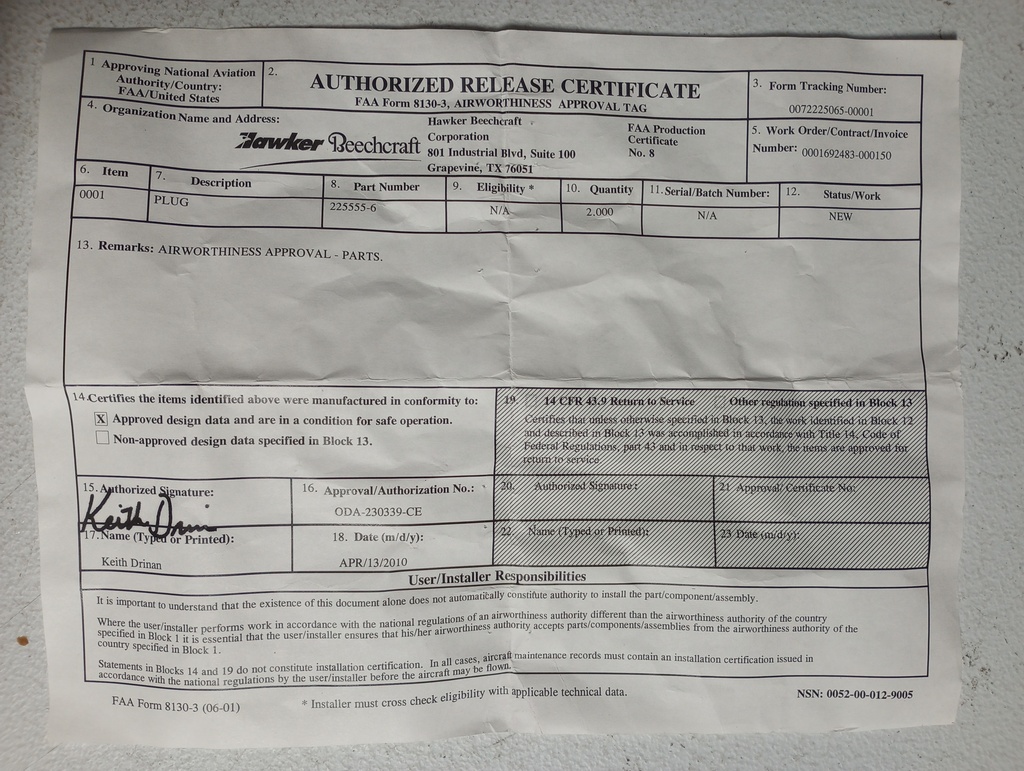 1 Approving National Aviation
Authority/Country:
FAA/United States
2.
AUTHORIZED RELEASE CERTIFICATE
FAA Form 8130-3, AIRWORTHINESS APPROVAL TAG
3. Form Tracking Number:
0072225065-00001
4. Organization Name and Address:
Hawker Beechcraft
Hawker Beechcraft
Corporation
801 Industrial Blvd, Suite 100
Grapevine, TX 76051
FAA Production
Certificate
No. 8
5. Work Order/Contract/Invoice
Number: 0001692483-000150
6. Item
7. Description
8. Part Number
9. Eligibility *
10. Quantity
11. Serial/Batch Number:
12. Status/Work
0001
PLUG
225555-6
N/A
2.000
N/A
NEW
13. Remarks: AIRWORTHINESS APPROVAL - PARTS.
14. Certifies the items identified above were manufactured in conformity to:
X Approved design data and are in a condition for safe operation.
Non-approved design data specified in Block 13.
19. 14 CFR 43.9 Return to Service Other regulation specified in Block 13
Certifies that unless otherwise specified in Block 13, the work identified in Block 12
and described in Block 13 was accomplished in accordance with Title 14, Code of
Federal Regulations, part 43 and in respect to that work, the items are approved for
return to service.
15. Authorized Signature:
Keith Drinan
16. Approval/Authorization No.:
ODA-230339-CE
20. Authorized Signature:
21 Approval/ Certificate No:
17. Name (Typed or Printed):
Keith Drinan
18. Date (m/d/y):
APR/13/2010
22. Name (Typed or Printed):
23 Date (m/d/y):
User/Installer Responsibilities
It is important to understand that the existence of this document alone does not automatically constitute authority to install the part/component/assembly.
Where the user/installer performs work in accordance with the national regulations of an airworthiness authority different than the airworthiness authority of the country
specified in Block 1 it is essential that the user/installer ensures that his/her airworthiness authority accepts parts/components/assemblies from the airworthiness authority of the
country specified in Block 1.
Statements in Blocks 14 and 19 do not constitute installation certification. In all cases, aircraft maintenance records must contain an installation certification issued in
accordance with the national regulations by the user/installer before the aircraft may be flown.
FAA Form 8130-3 (06-01)
* Installer must cross check eligibility with applicable technical data.
NSN: 0052-00-012-9005